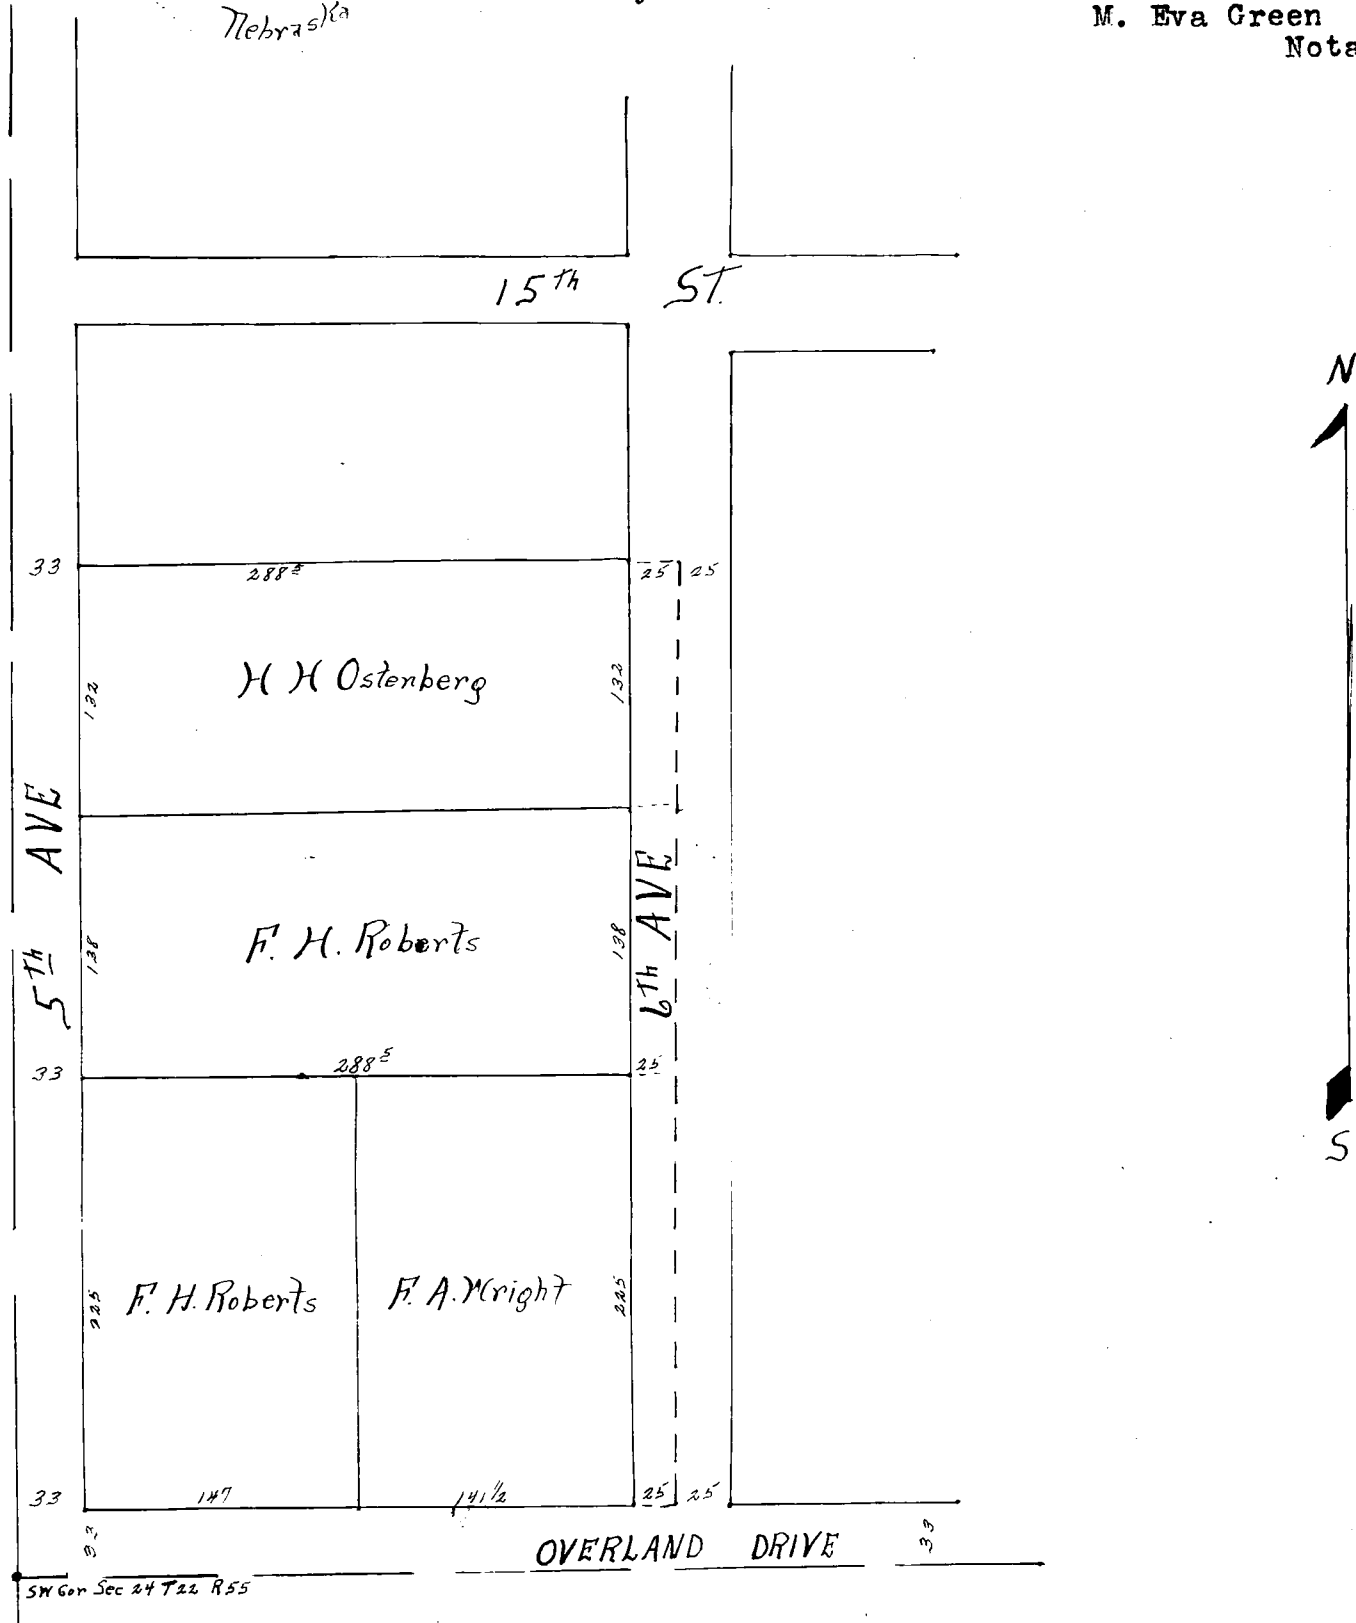 Nebraska
M. Eva Green
Nota
15th ST.
N
33
288 5
25
25
H H Ostenberg
132
132
5th AVE
6th AVE
F. H. Roberts
138
138
33
288 5
25
S
F. H. Roberts
F. A. Wright
225
225
33
147
141 1/2
25
25
33
OVERLAND DRIVE
33
SW Cor Sec 24 T22 R55